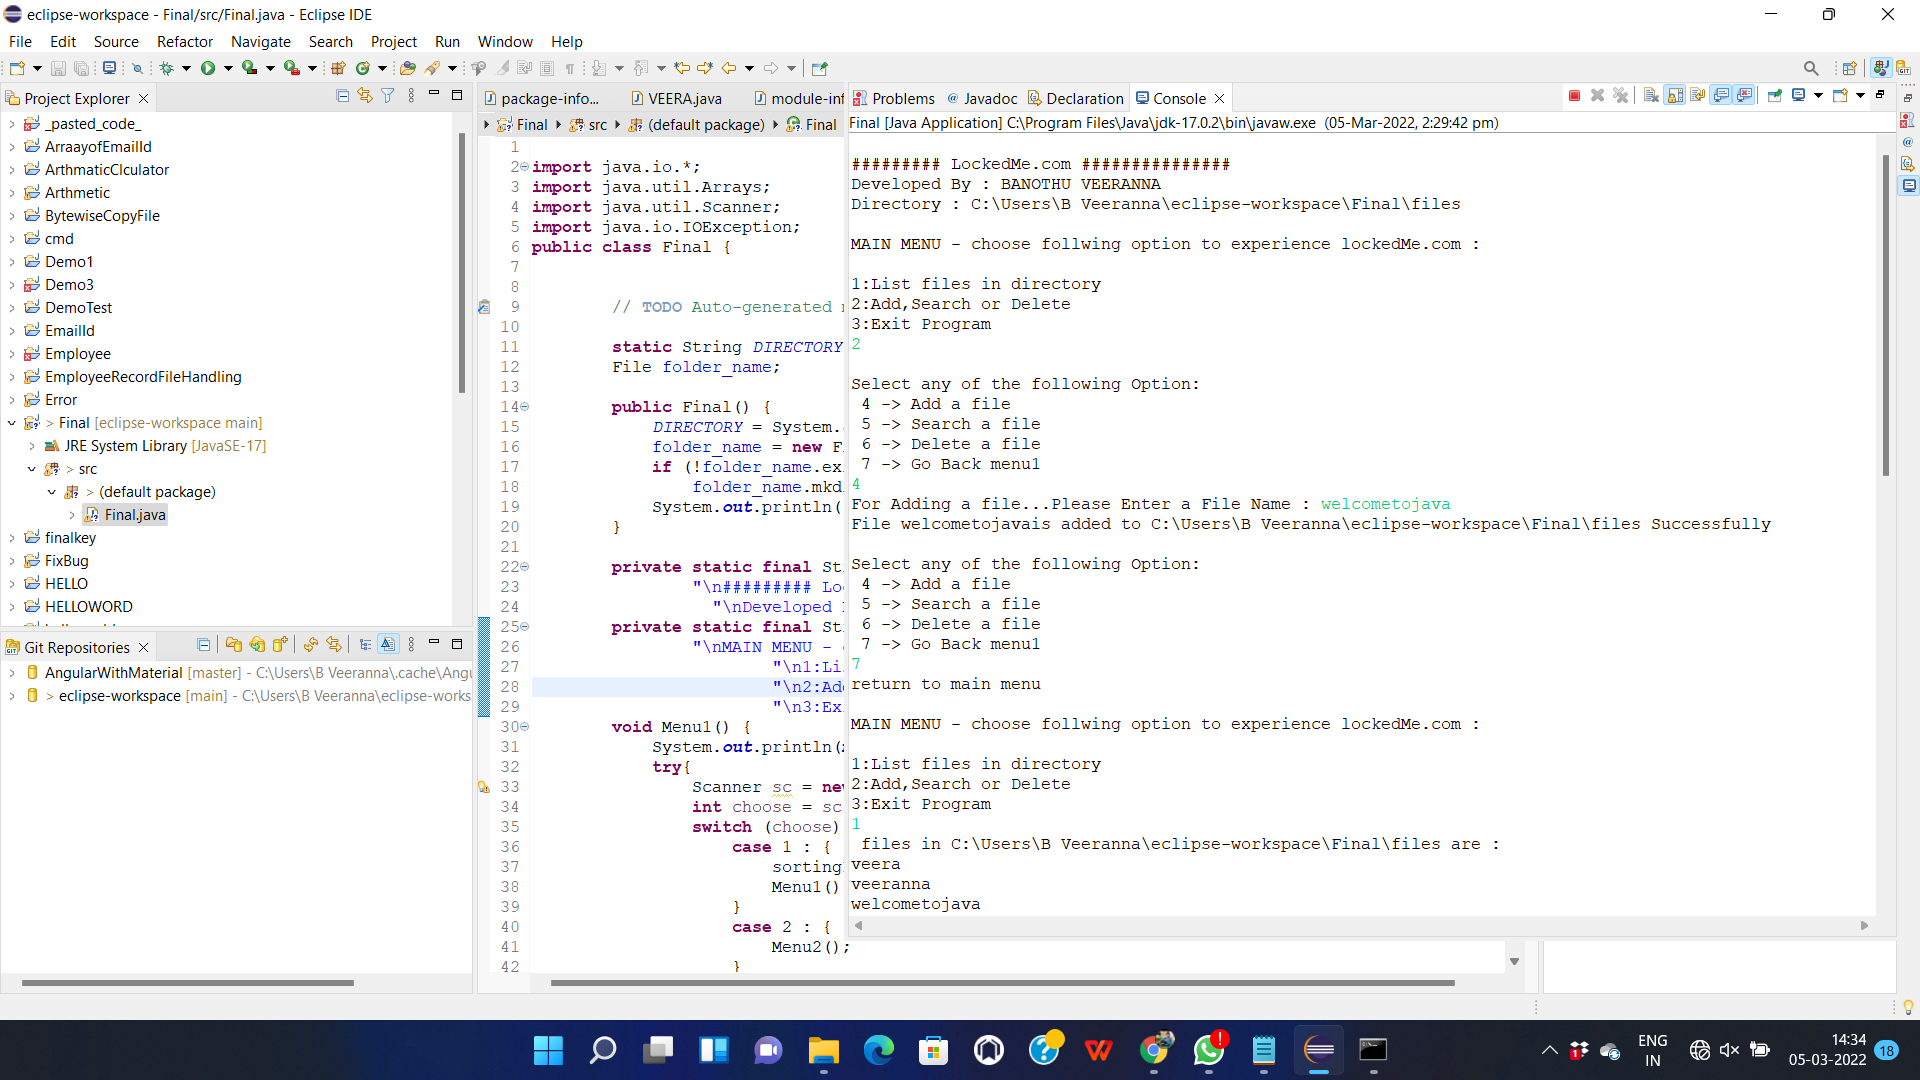 eclipse-workspace - Final/src/Final.java - Eclipse IDE
File Edit Source Refactor Navigate Search Project Run Window Help
Project Explorer
_pasted_code_
ArraayofEmailId
ArthmaticClculator
Arthmetic
BytewiseCopyFile
cmd
Demo1
Demo3
DemoTest
EmailId
Employee
EmployeeRecordFileHandling
Error
> Final [eclipse-workspace main]
JRE System Library [JavaSE-17]
> src
> (default package)
Final.java
finalkey
FixBug
HELLO
HELLOWORD
Git Repositories
AngularWithMaterial [master] - C:\Users\B Veeranna\.cache\Angu
> eclipse-workspace [main] - C:\Users\B Veeranna\eclipse-works
package-info... VEERA.java module-inf
Final src (default package) Final
1
2 import java.io.*;
3 import java.util.Arrays;
4 import java.util.Scanner;
5 import java.io.IOException;
6 public class Final {
7
8
9 // TODO Auto-generated
10
11 static String DIRECTORY
12 File folder_name;
13
14 public Final() {
15 DIRECTORY = System.
16 folder_name = new F
17 if (!folder_name.ex
18 folder_name.mkd
19 System.out.println(
20 }
21
22 private static final St
23 "\n######### Lo
24 "\nDeveloped
25 private static final St
26 "\nMAIN MENU -
27 "\n1:Li
28 "\n2:Ad
29 "\n3:Ex
30 void Menu1() {
31 System.out.println(
32 try{
33 Scanner sc = new
34 int choose = sc
35 switch (choose)
36 case 1 : {
37 sorting
38 Menu1()
39 }
40 case 2 : {
41 Menu2();
42 }
Problems Javadoc Declaration Console
Final [Java Application] C:\Program Files\Java\jdk-17.0.2\bin\javaw.exe (05-Mar-2022, 2:29:42 pm)
######### LockedMe.com ###############
Developed By : BANOTHU VEERANNA
Directory : C:\Users\B Veeranna\eclipse-workspace\Final\files
MAIN MENU - choose follwing option to experience lockedMe.com :
1:List files in directory
2:Add,Search or Delete
3:Exit Program
2
Select any of the following Option:
4 -> Add a file
5 -> Search a file
6 -> Delete a file
7 -> Go Back menu1
4
For Adding a file...Please Enter a File Name : welcometojava
File welcometojavais added to C:\Users\B Veeranna\eclipse-workspace\Final\files Successfully
Select any of the following Option:
4 -> Add a file
5 -> Search a file
6 -> Delete a file
7 -> Go Back menu1
7
return to main menu
MAIN MENU - choose follwing option to experience lockedMe.com :
1:List files in directory
2:Add,Search or Delete
3:Exit Program
1
files in C:\Users\B Veeranna\eclipse-workspace\Final\files are :
veera
veeranna
welcometojava
ENG
IN
14:34
05-03-2022
18